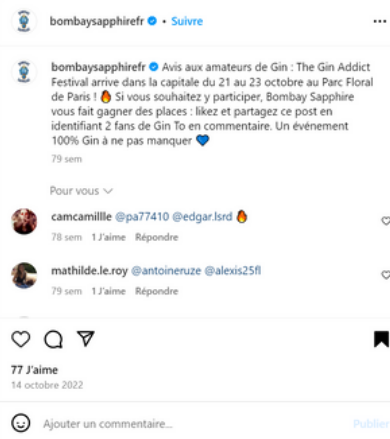 bombaysapphirefr • Suivre
bombaysapphirefr Avis aux amateurs de Gin : The Gin Addict
Festival arrive dans la capitale du 21 au 23 octobre au Parc Floral
de Paris ! 🔥 Si vous souhaitez y participer, Bombay Sapphire
vous fait gagner des places : likez et partagez ce post en
identifiant 2 fans de Gin To en commentaire. Un événement
100% Gin à ne pas manquer 💙
79 sem
Pour vous
camcamillle @pa77410 @edgar.lsrd 🔥
78 sem 1 J'aime Répondre
mathilde.le.roy @antoineruze @alexis25fl
79 sem 1 J'aime Répondre
77 J'aime
14 octobre 2022
Ajouter un commentaire... Publier